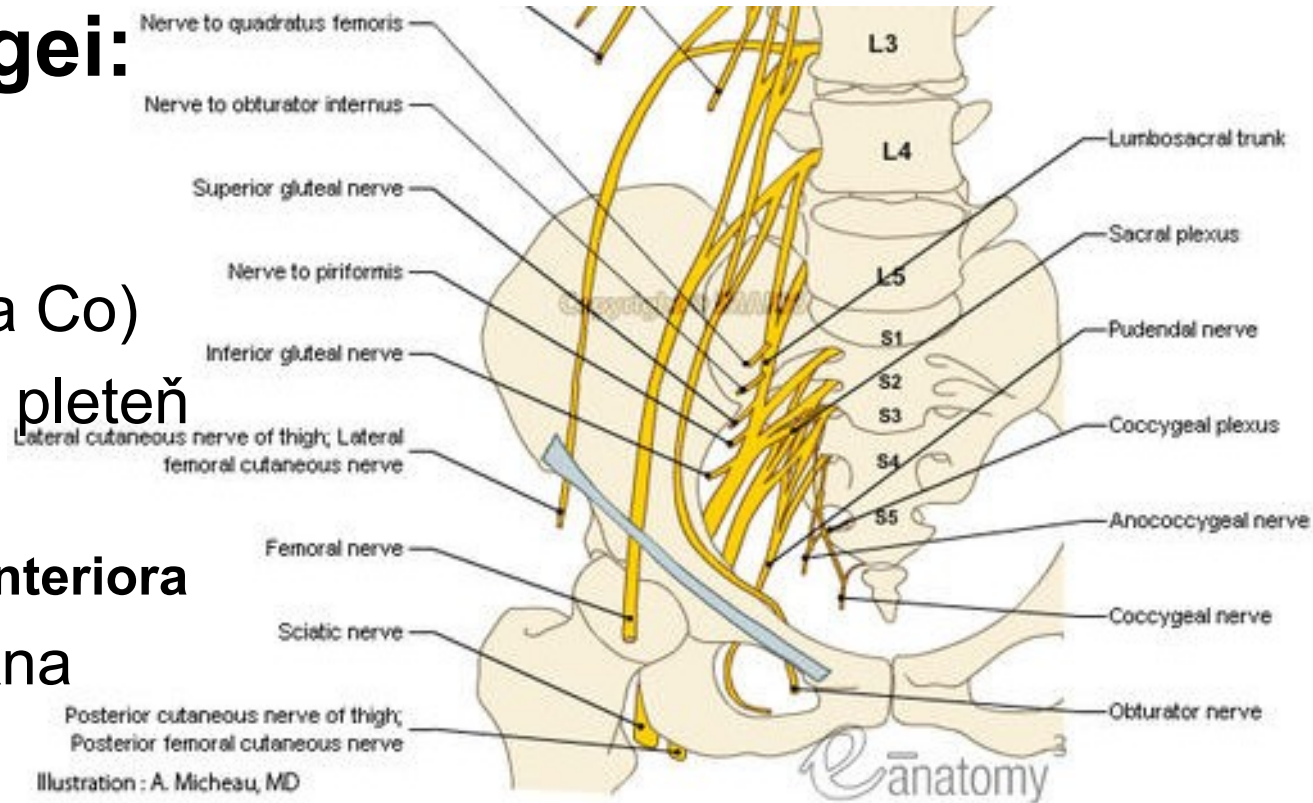 gei:
a Co)
pleteň
nteriora
na
Nerve to quadratus femoris
Nerve to obturator internus
Superior gluteal nerve
Nerve to piriformis
Inferior gluteal nerve
Lateral cutaneous nerve of thigh; Lateral
femoral cutaneous nerve
Femoral nerve
Sciatic nerve
Posterior cutaneous nerve of thigh;
Posterior femoral cutaneous nerve
Illustration : A. Micheau, MD
L3
L4
L5
S1
S2
S3
S4
S5
Lumbosacral trunk
Sacral plexus
Pudendal nerve
Coccygeal plexus
Anococcygeal nerve
Coccygeal nerve
Obturator nerve
Copyright
e-anatomy